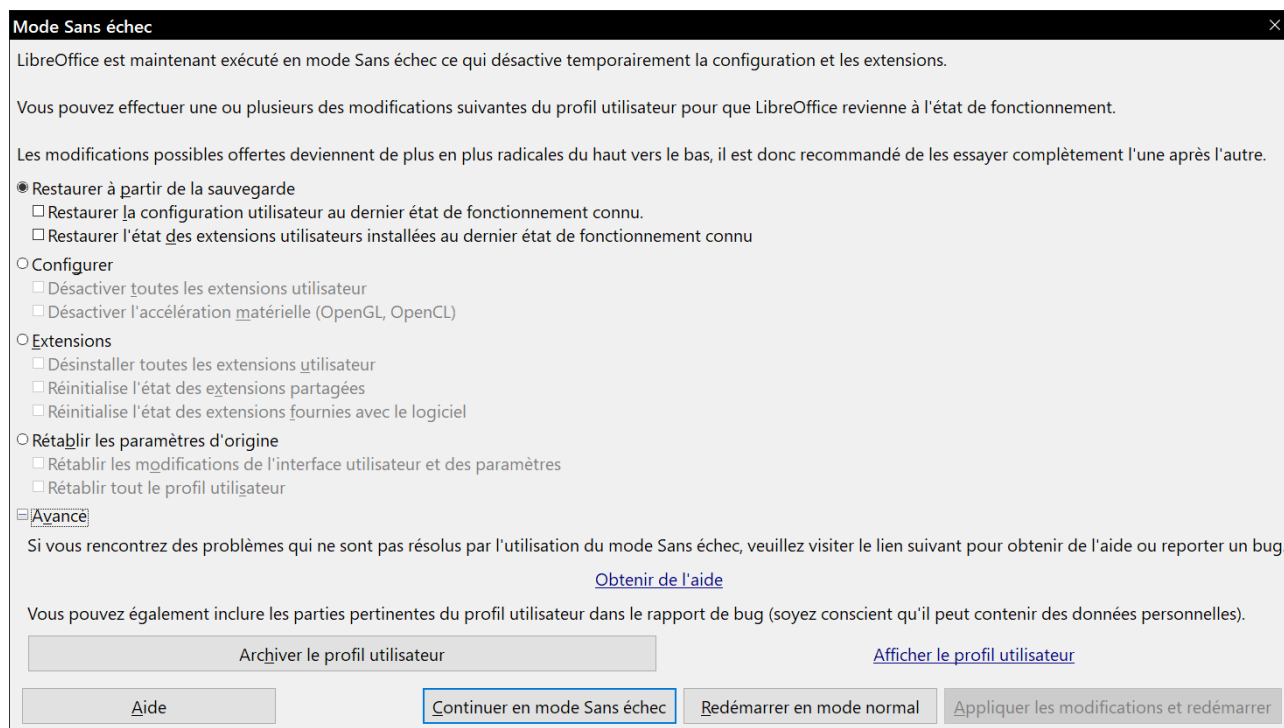 Mode Sans échec
LibreOffice est maintenant exécuté en mode Sans échec ce qui désactive temporairement la configuration et les extensions.
Vous pouvez effectuer une ou plusieurs des modifications suivantes du profil utilisateur pour que LibreOffice revienne à l'état de fonctionnement.
Les modifications possibles offertes deviennent de plus en plus radicales du haut vers le bas, il est donc recommandé de les essayer complètement l'une après l'autre.
Restaurer à partir de la sauvegarde
Restaurer la configuration utilisateur au dernier état de fonctionnement connu.
Restaurer l'état des extensions utilisateurs installées au dernier état de fonctionnement connu
Configurer
Désactiver toutes les extensions utilisateur
Désactiver l'accélération matérielle (OpenGL, OpenCL)
Extensions
Désinstaller toutes les extensions utilisateur
Réinitialise l'état des extensions partagées
Réinitialise l'état des extensions fournies avec le logiciel
Rétablir les paramètres d'origine
Rétablir les modifications de l'interface utilisateur et des paramètres
Rétablir tout le profil utilisateur
Avancé
Si vous rencontrez des problèmes qui ne sont pas résolus par l'utilisation du mode Sans échec, veuillez visiter le lien suivant pour obtenir de l'aide ou reporter un bug.
Obtenir de l'aide
Vous pouvez également inclure les parties pertinentes du profil utilisateur dans le rapport de bug (soyez conscient qu'il peut contenir des données personnelles).
Archiver le profil utilisateur
Afficher le profil utilisateur
Aide
Continuer en mode Sans échec
Redémarrer en mode normal
Appliquer les modifications et redémarrer